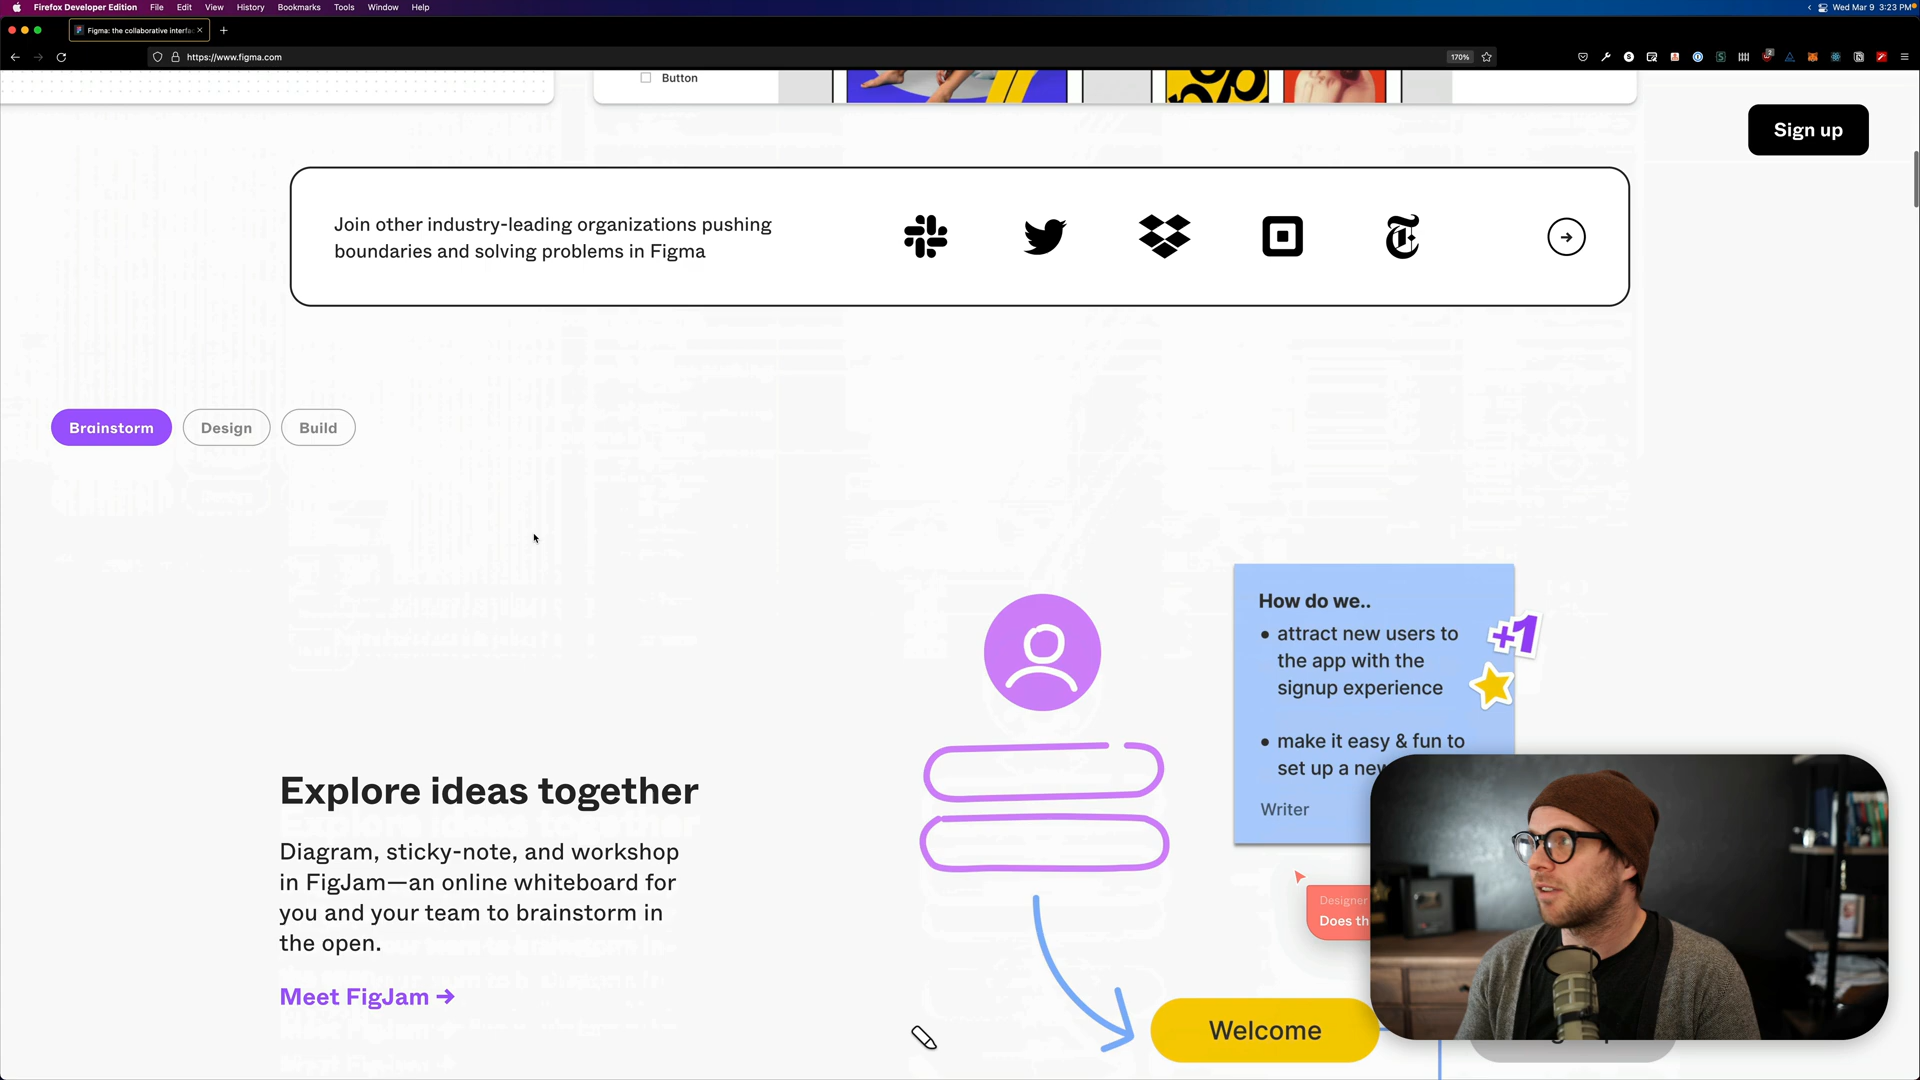 Firefox Developer Edition File Edit View History Bookmarks Tools Window Help
Wed Mar 9 3:23 PM
Figma: the collaborative interfac
https://www.figma.com
170%
Button
Sign up
Join other industry-leading organizations pushing
boundaries and solving problems in Figma
Brainstorm
Design
Build
How do we..
• attract new users to
the app with the
signup experience
+1
• make it easy & fun to
set up a new
Writer
Explore ideas together
Diagram, sticky-note, and workshop
in FigJam—an online whiteboard for
you and your team to brainstorm in
the open.
Meet FigJam →
Designer
Does th
Welcome